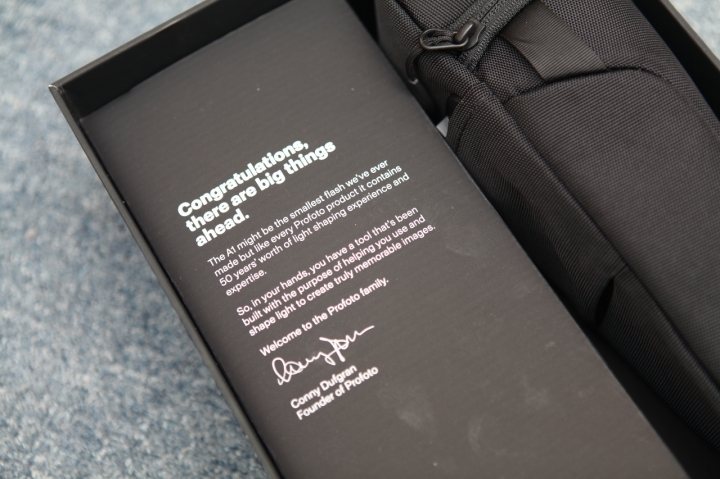 Congratulations,
there are big things
ahead.
The A1 might be the smallest flash we've ever
made but like every Profoto product it contains
50 years' worth of light shaping experience and
expertise.
So, in your hands, you have a tool that's been
built with the purpose of helping you use and
shape light to create truly memorable images.
Welcome to the Profoto family.
Conny Dufgran
Founder of Profoto